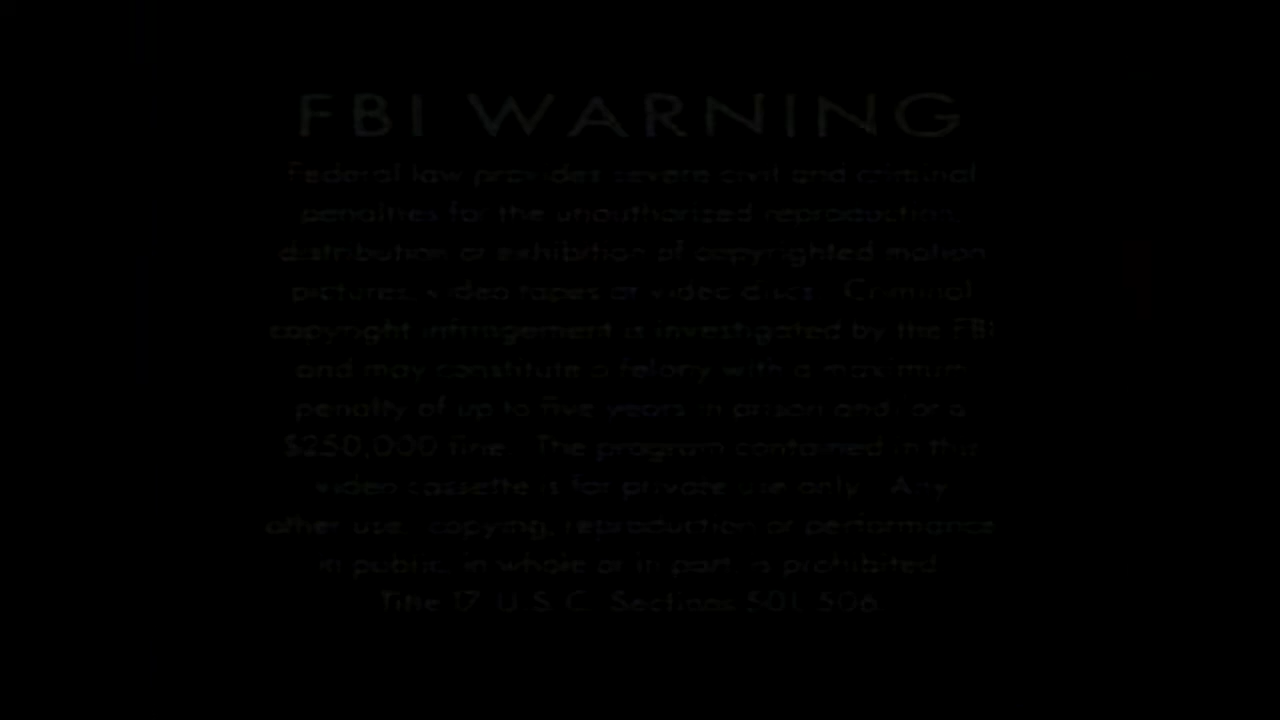 FBI WARNING
Federal law provides severe civil and criminal
penalties for the unauthorized reproduction,
distribution or exhibition of copyrighted motion
pictures, video tapes or video discs. Criminal
copyright infringement is investigated by the FBI
and may constitute a felony with a maximum
penalty of up to five years in prison and/or a
$250,000 fine. The program contained in this
video cassette is for private use only. Any
other use, copying, reproduction or performance
in public, in whole or in part is prohibited
Title 17 U.S.C. Sections 501, 506